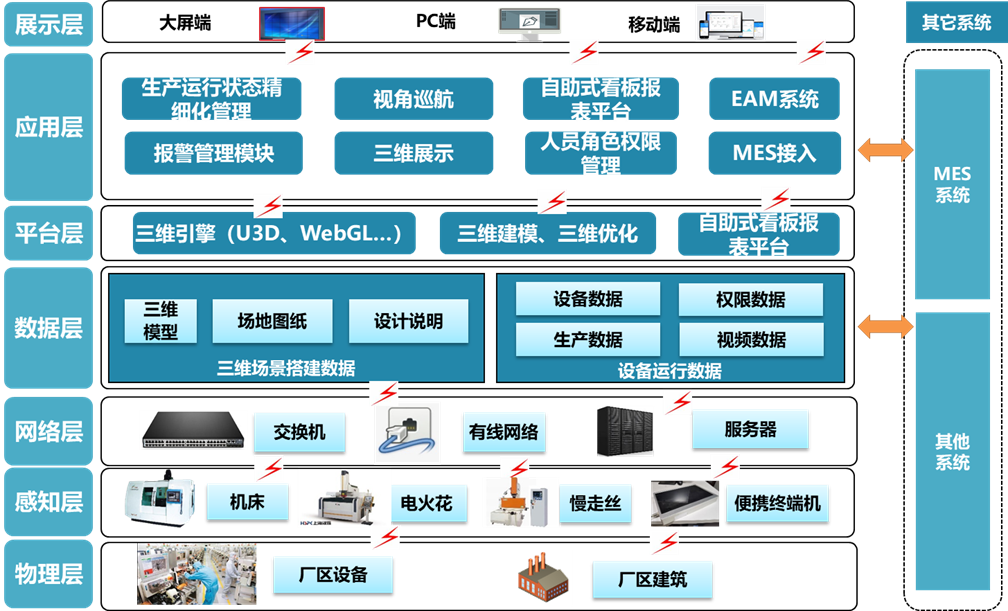 展示层
大屏端
PC端
移动端
其它系统
应用层
生产运行状态精
细化管理
视角巡航
自助式看板报
表平台
EAM系统
报警管理模块
三维展示
人员角色权限
管理
MES接入
MES
系统
平台层
三维引擎（U3D、WebGL...）
三维建模、三维优化
自助式看板报
表平台
数据层
三维
模型
场地图纸
设计说明
三维场景搭建数据
设备数据
权限数据
生产数据
视频数据
设备运行数据
其他
系统
网络层
交换机
有线网络
服务器
感知层
机床
电火花
慢走丝
便携终端机
物理层
厂区设备
厂区建筑